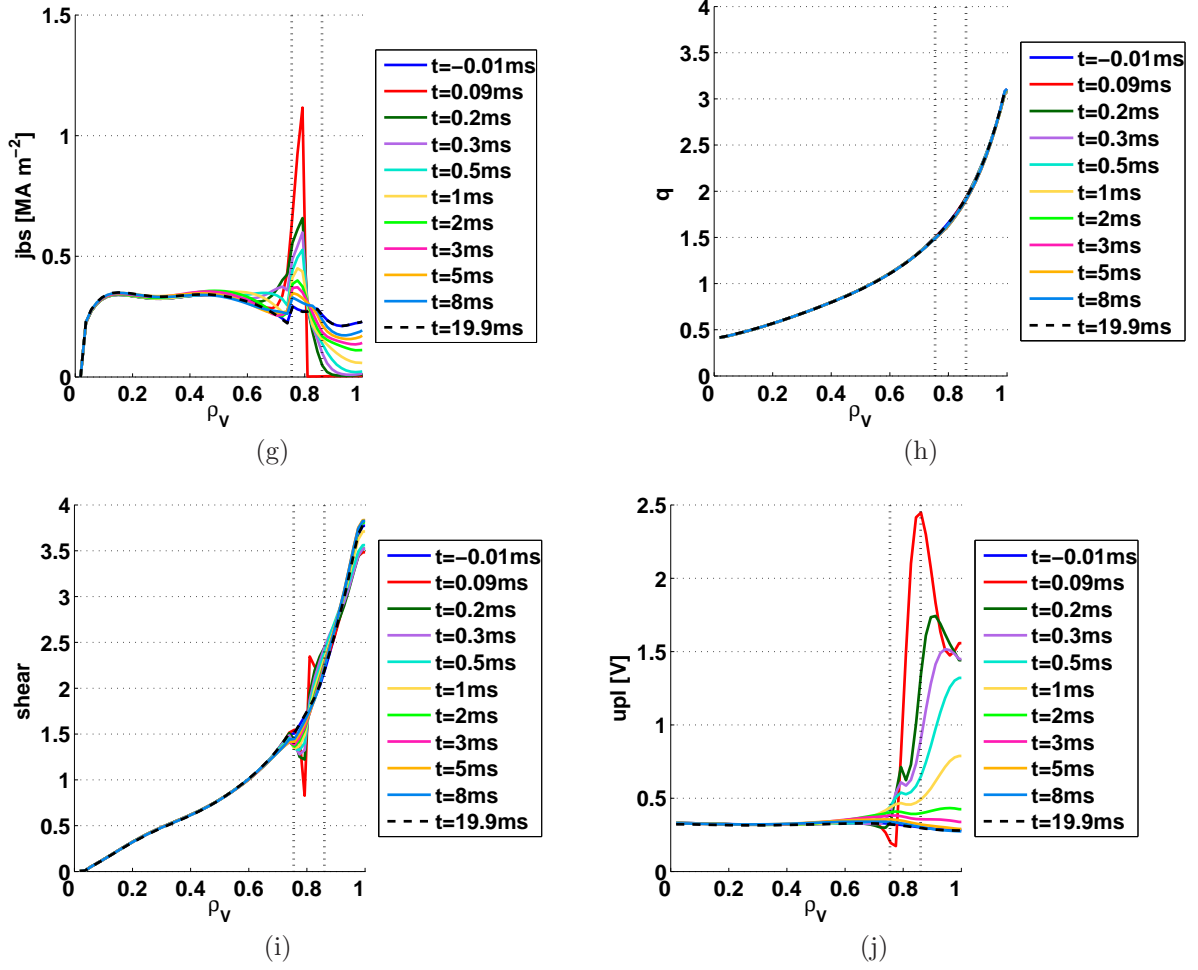 1.5
1
0.5
0
jbs [MA m⁻²]
0 0.2 0.4 0.6 0.8 1
ρV
t=−0.01ms
t=0.09ms
t=0.2ms
t=0.3ms
t=0.5ms
t=1ms
t=2ms
t=3ms
t=5ms
t=8ms
t=19.9ms
(g)
4
3.5
3
2.5
2
1.5
1
0.5
0
q
0 0.2 0.4 0.6 0.8 1
ρV
t=−0.01ms
t=0.09ms
t=0.2ms
t=0.3ms
t=0.5ms
t=1ms
t=2ms
t=3ms
t=5ms
t=8ms
t=19.9ms
(h)
4
3.5
3
2.5
2
1.5
1
0.5
0
shear
0 0.2 0.4 0.6 0.8 1
ρV
t=−0.01ms
t=0.09ms
t=0.2ms
t=0.3ms
t=0.5ms
t=1ms
t=2ms
t=3ms
t=5ms
t=8ms
t=19.9ms
(i)
2.5
2
1.5
1
0.5
0
upl [V]
0 0.2 0.4 0.6 0.8 1
ρV
t=−0.01ms
t=0.09ms
t=0.2ms
t=0.3ms
t=0.5ms
t=1ms
t=2ms
t=3ms
t=5ms
t=8ms
t=19.9ms
(j)